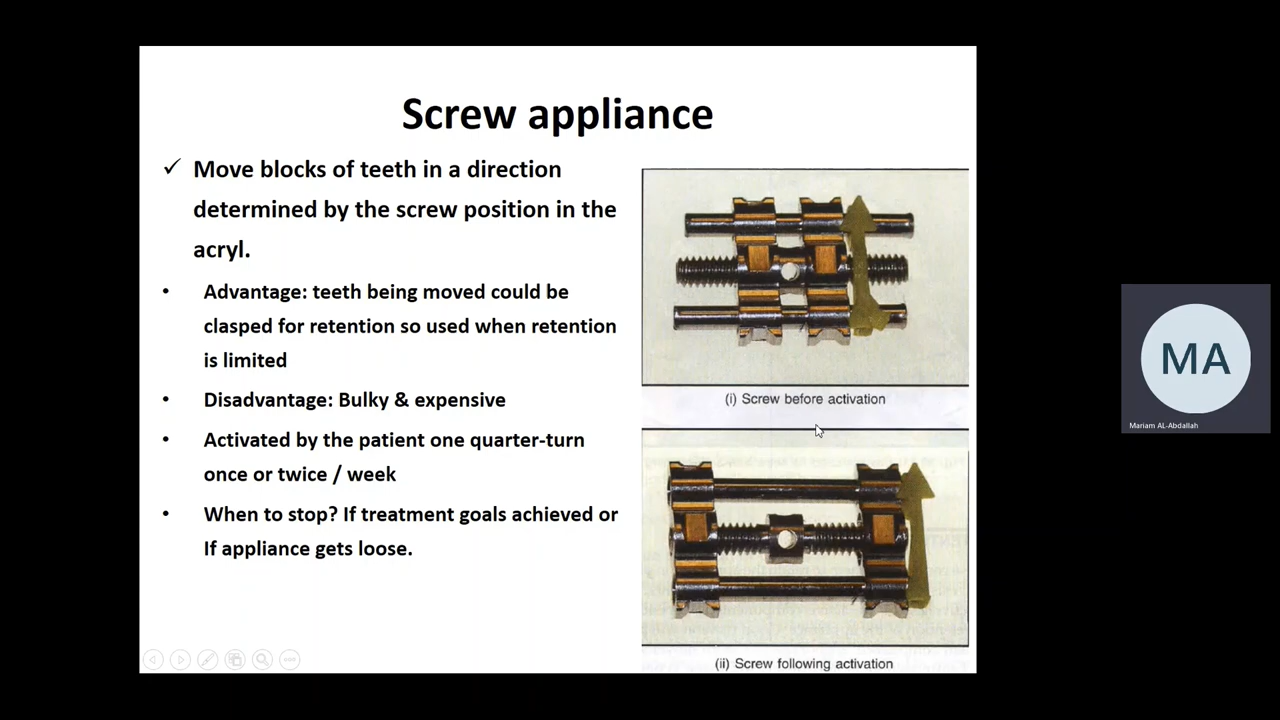 Screw appliance
✓ Move blocks of teeth in a direction
determined by the screw position in the
acryl.
• Advantage: teeth being moved could be
clasped for retention so used when retention
is limited
• Disadvantage: Bulky & expensive
• Activated by the patient one quarter-turn
once or twice / week
• When to stop? If treatment goals achieved or
If appliance gets loose.
(i) Screw before activation
(ii) Screw following activation
MA
Mariam AL-Abdallah